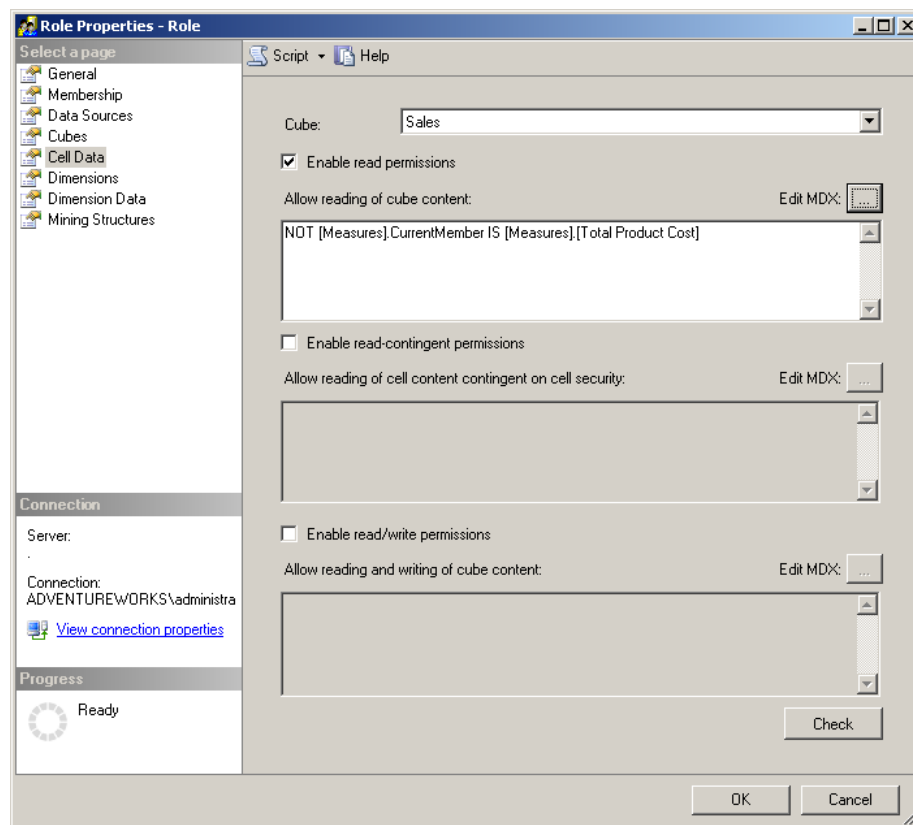 Role Properties - Role
Select a page
General
Membership
Data Sources
Cubes
Cell Data
Dimensions
Dimension Data
Mining Structures
Script Help
Cube: Sales
Enable read permissions
Allow reading of cube content: Edit MDX: ...
NOT [Measures].CurrentMember IS [Measures].[Total Product Cost]
Enable read-contingent permissions
Allow reading of cell content contingent on cell security: Edit MDX: ...
Enable read/write permissions
Allow reading and writing of cube content: Edit MDX: ...
Check
Connection
Server:
.
Connection:
ADVENTUREWORKS\administra
View connection properties
Progress
Ready
OK Cancel